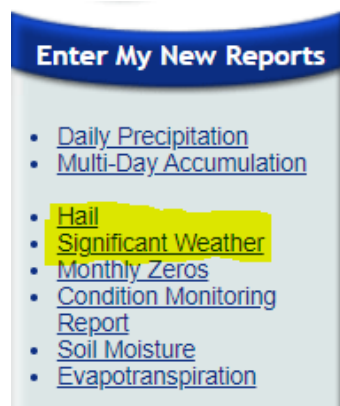 Enter My New Reports
Daily Precipitation
Multi-Day Accumulation
Hail
Significant Weather
Monthly Zeros
Condition Monitoring
Report
Soil Moisture
Evapotranspiration